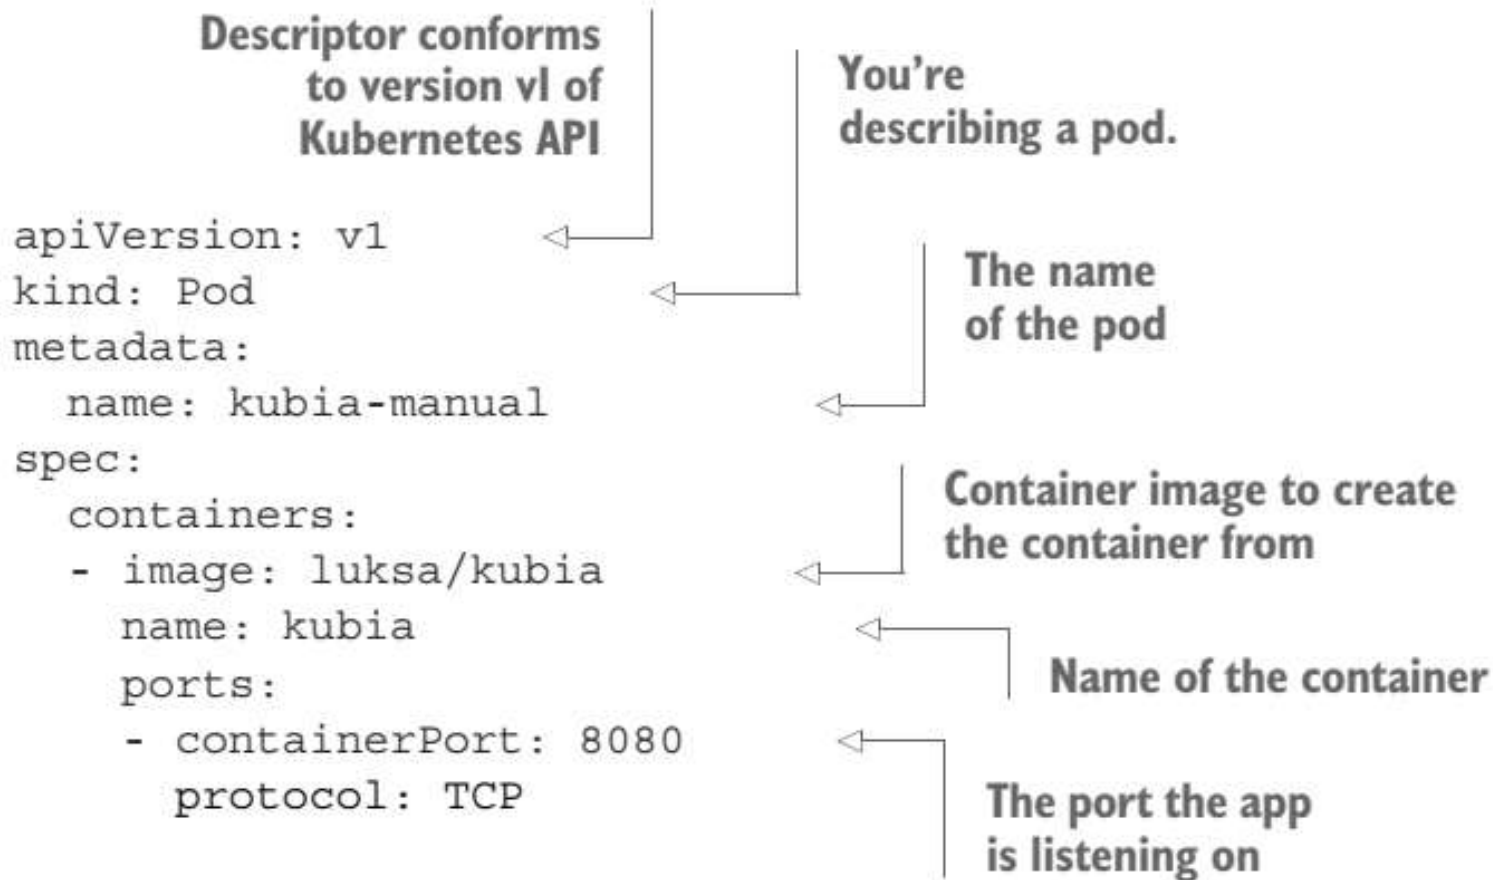 Descriptor conforms
to version vl of
Kubernetes API
You're
describing a pod.
apiVersion: v1
kind: Pod
The name
of the pod
metadata:
  name: kubia-manual
spec:
  containers:
Container image to create
the container from
  - image: luksa/kubia
    name: kubia
Name of the container
    ports:
    - containerPort: 8080
      protocol: TCP
The port the app
is listening on